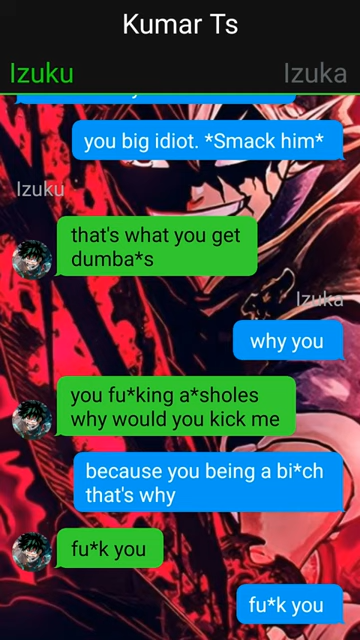 Kumar Ts
Izuku
Izuka
you big idiot. *Smack him*
Izuku
that's what you get
dumba*s
Izuka
why you
you fu*king a*sholes
why would you kick me
because you being a bi*ch
that's why
fu*k you
fu*k you